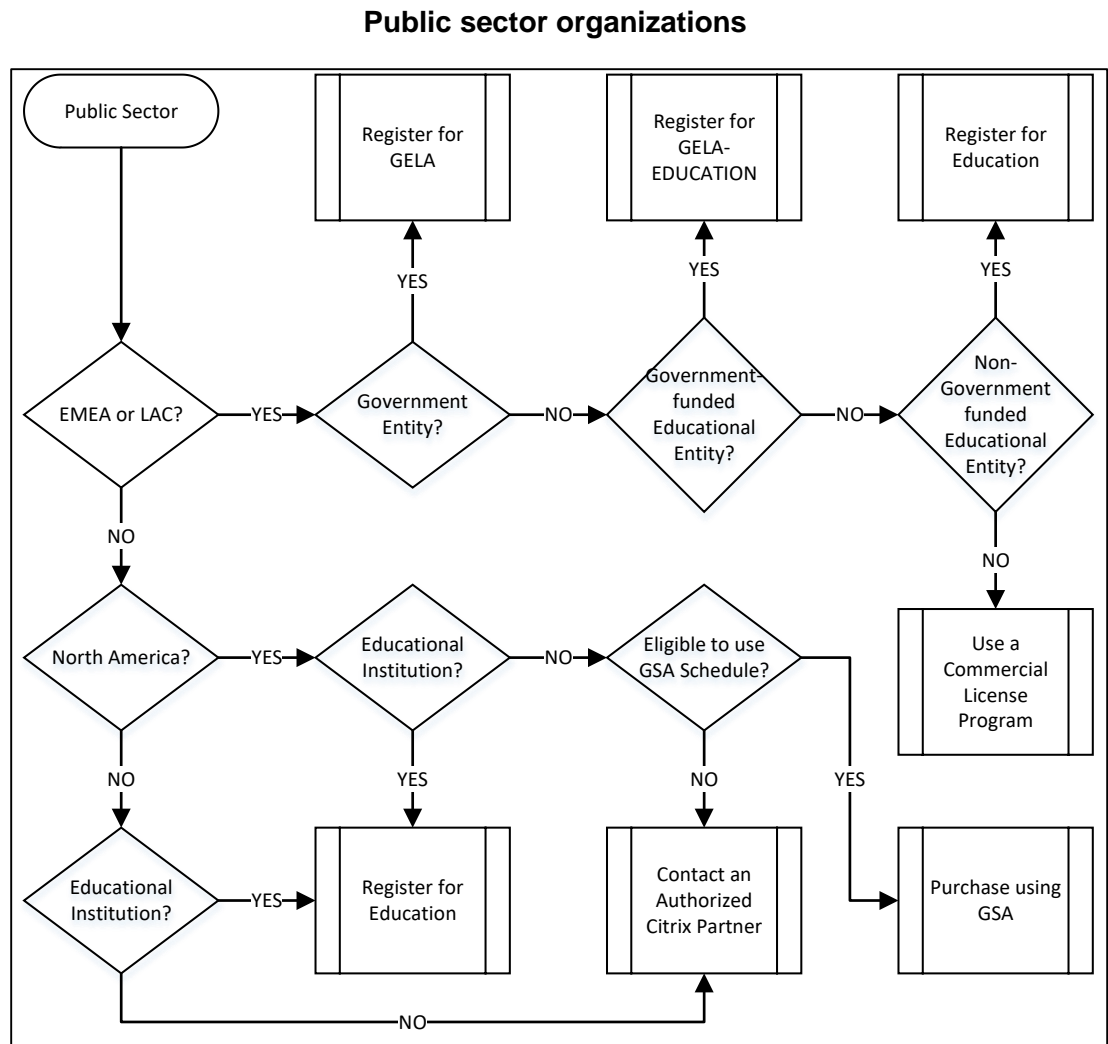 Public sector organizations
Public Sector
Register for
GELA
Register for
GELA-
EDUCATION
Register for
Education
YES
YES
YES
EMEA or LAC?
YES
Government
Entity?
NO
Government-
funded
Educational
Entity?
NO
Non-
Government
funded
Educational
Entity?
NO
NO
North America?
YES
Educational
Institution?
NO
Eligible to use
GSA Schedule?
Use a
Commercial
License
Program
NO
YES
NO
YES
Educational
Institution?
YES
Register for
Education
Contact an
Authorized
Citrix Partner
Purchase using
GSA
NO